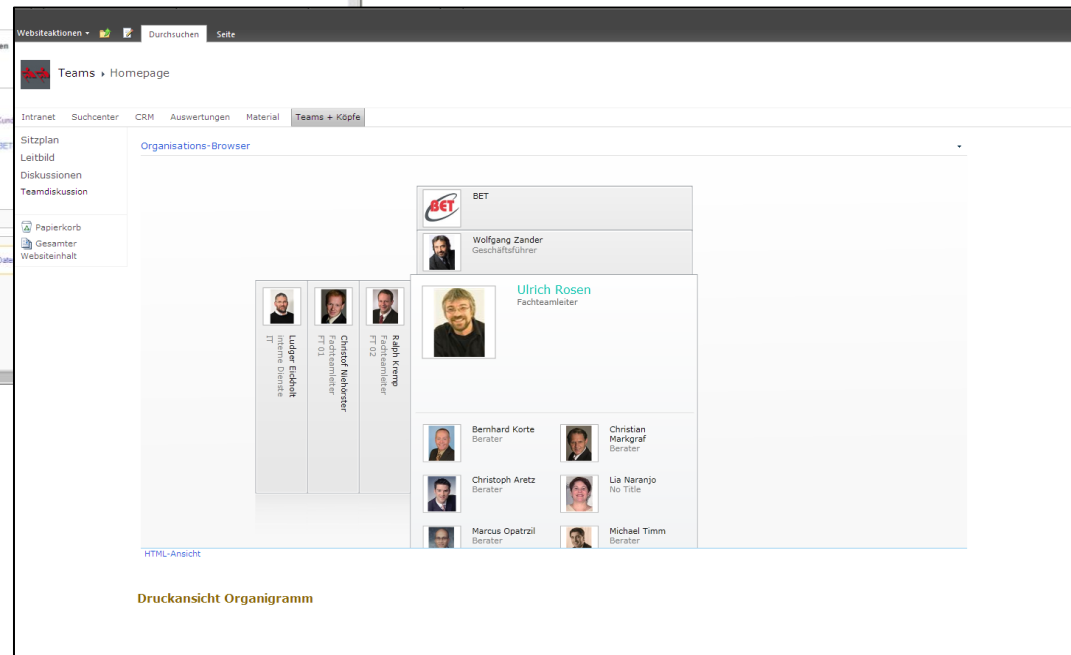 Websiteaktionen
Durchsuchen
Seite
Teams ▸ Homepage
Intranet
Suchcenter
CRM
Auswertungen
Material
Teams + Köpfe
Sitzplan
Leitbild
Diskussionen
Teamdiskussion
Papierkorb
Gesamter
Websiteinhalt
Organisations-Browser
BET
BET
Wolfgang Zander
Geschäftsführer
Ulrich Rosen
Fachteamleiter
Ludger Eickholt
interne Dienste
IT
Christof Niehörster
Fachteamleiter
FT 01
Ralph Kremp
Fachteamleiter
FT 02
Bernhard Korte
Berater
Christian
Markgraf
Berater
Christoph Aretz
Berater
Lia Naranjo
No Title
Marcus Opatrzil
Berater
Michael Timm
Berater
HTML-Ansicht
Druckansicht Organigramm